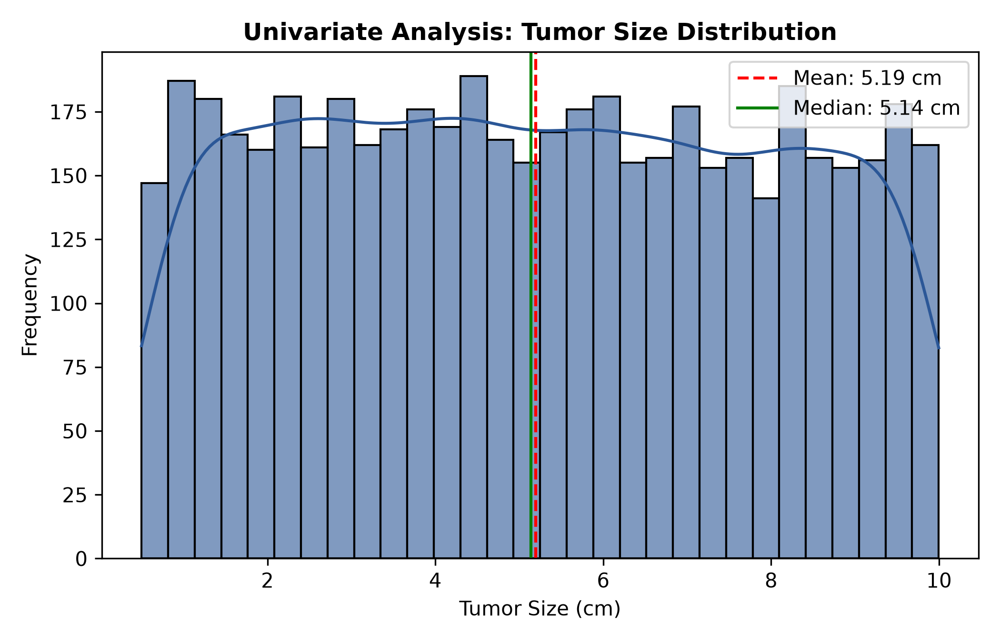 Univariate Analysis: Tumor Size Distribution
Mean: 5.19 cm
Median: 5.14 cm
Frequency
175
150
125
100
75
50
25
0
2 4 6 8 10
Tumor Size (cm)